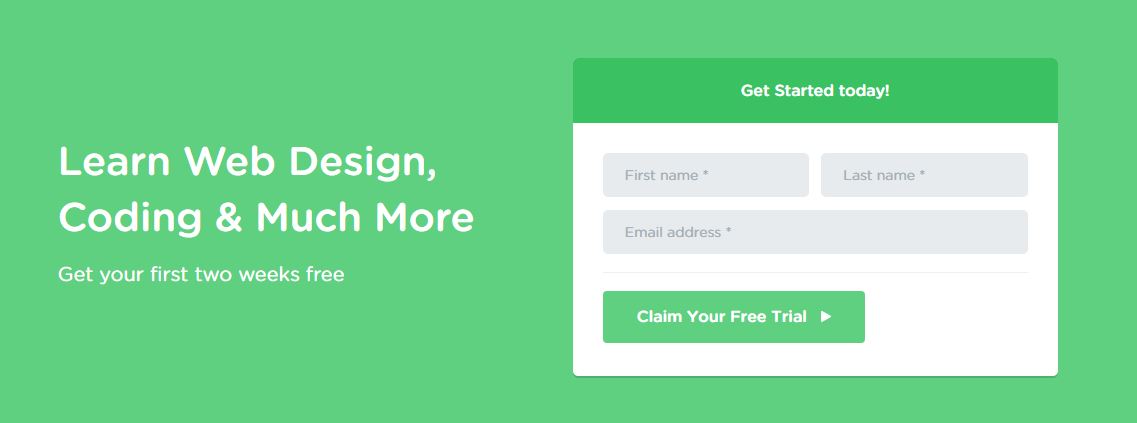 Learn Web Design,
Coding & Much More
Get your first two weeks free
Get Started today!
First name *
Last name *
Email address *
Claim Your Free Trial